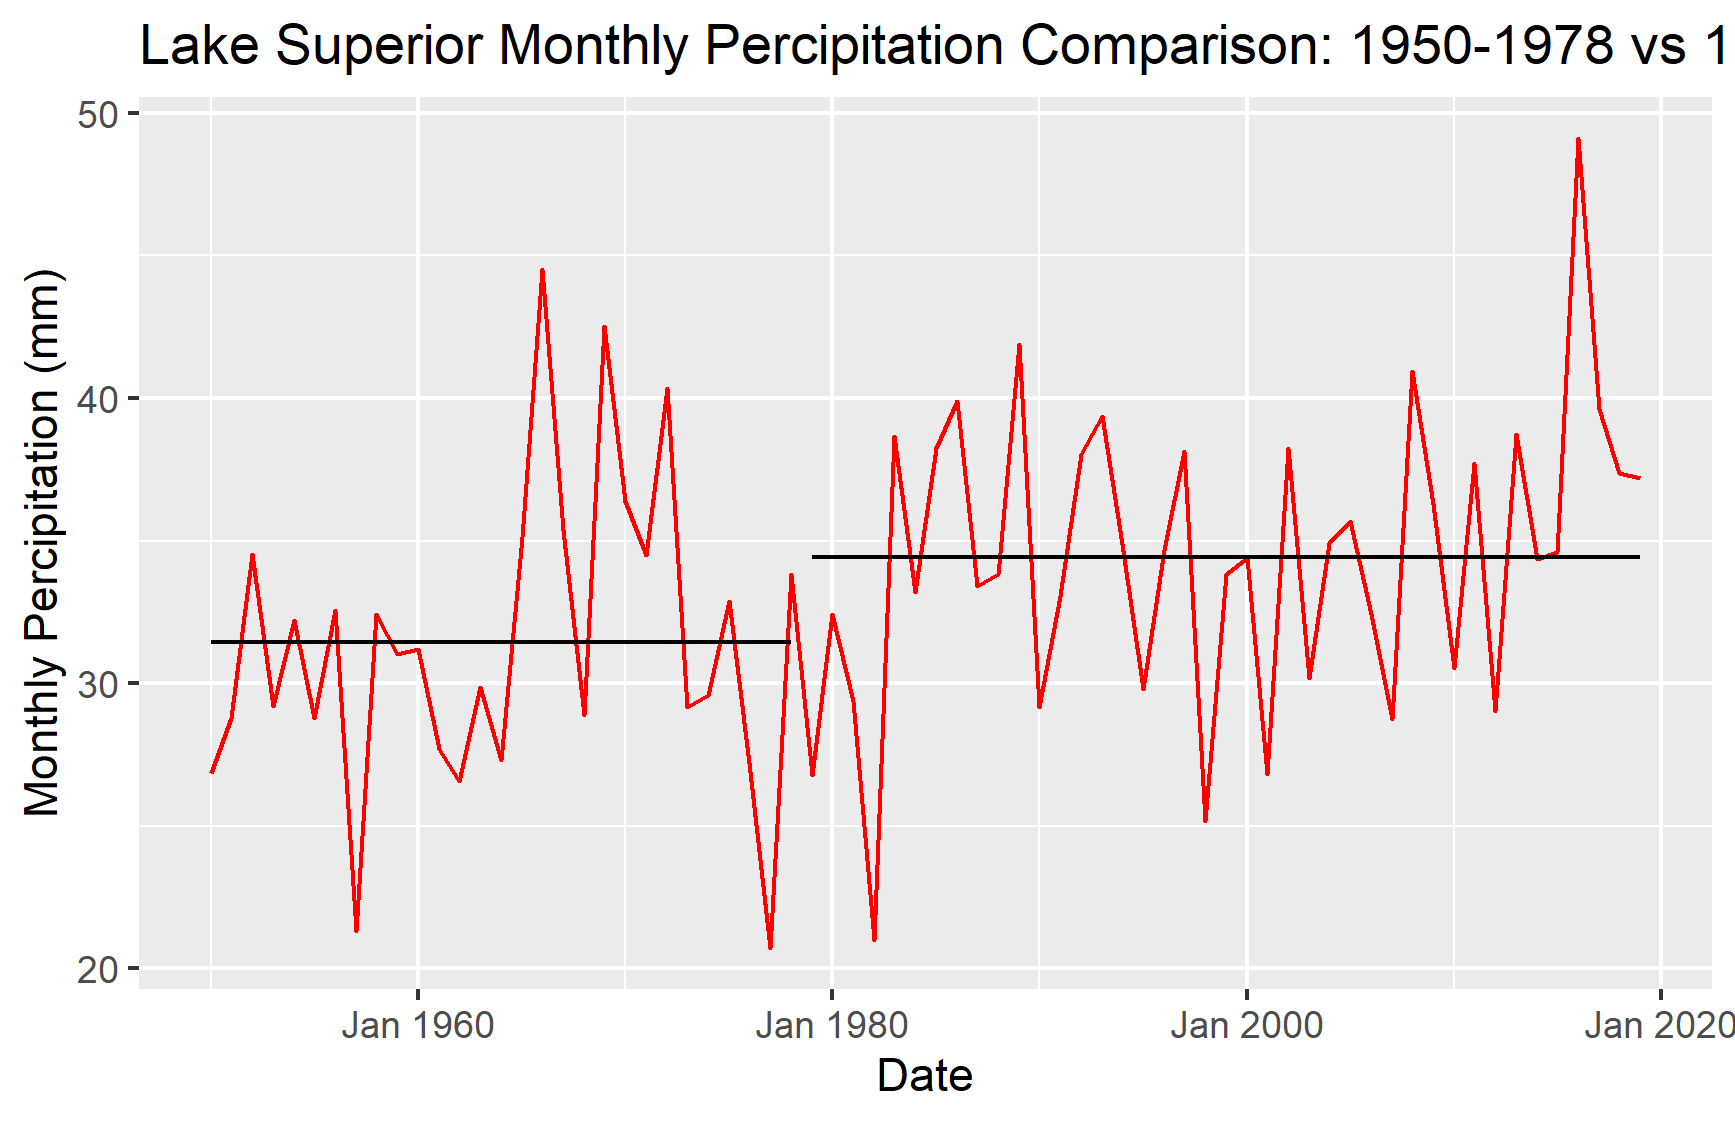 Lake Superior Monthly Percipitation Comparison: 1950-1978 vs 1
50
40
30
20
Monthly Percipitation (mm)
Jan 1960 Jan 1980 Jan 2000 Jan 2020
Date